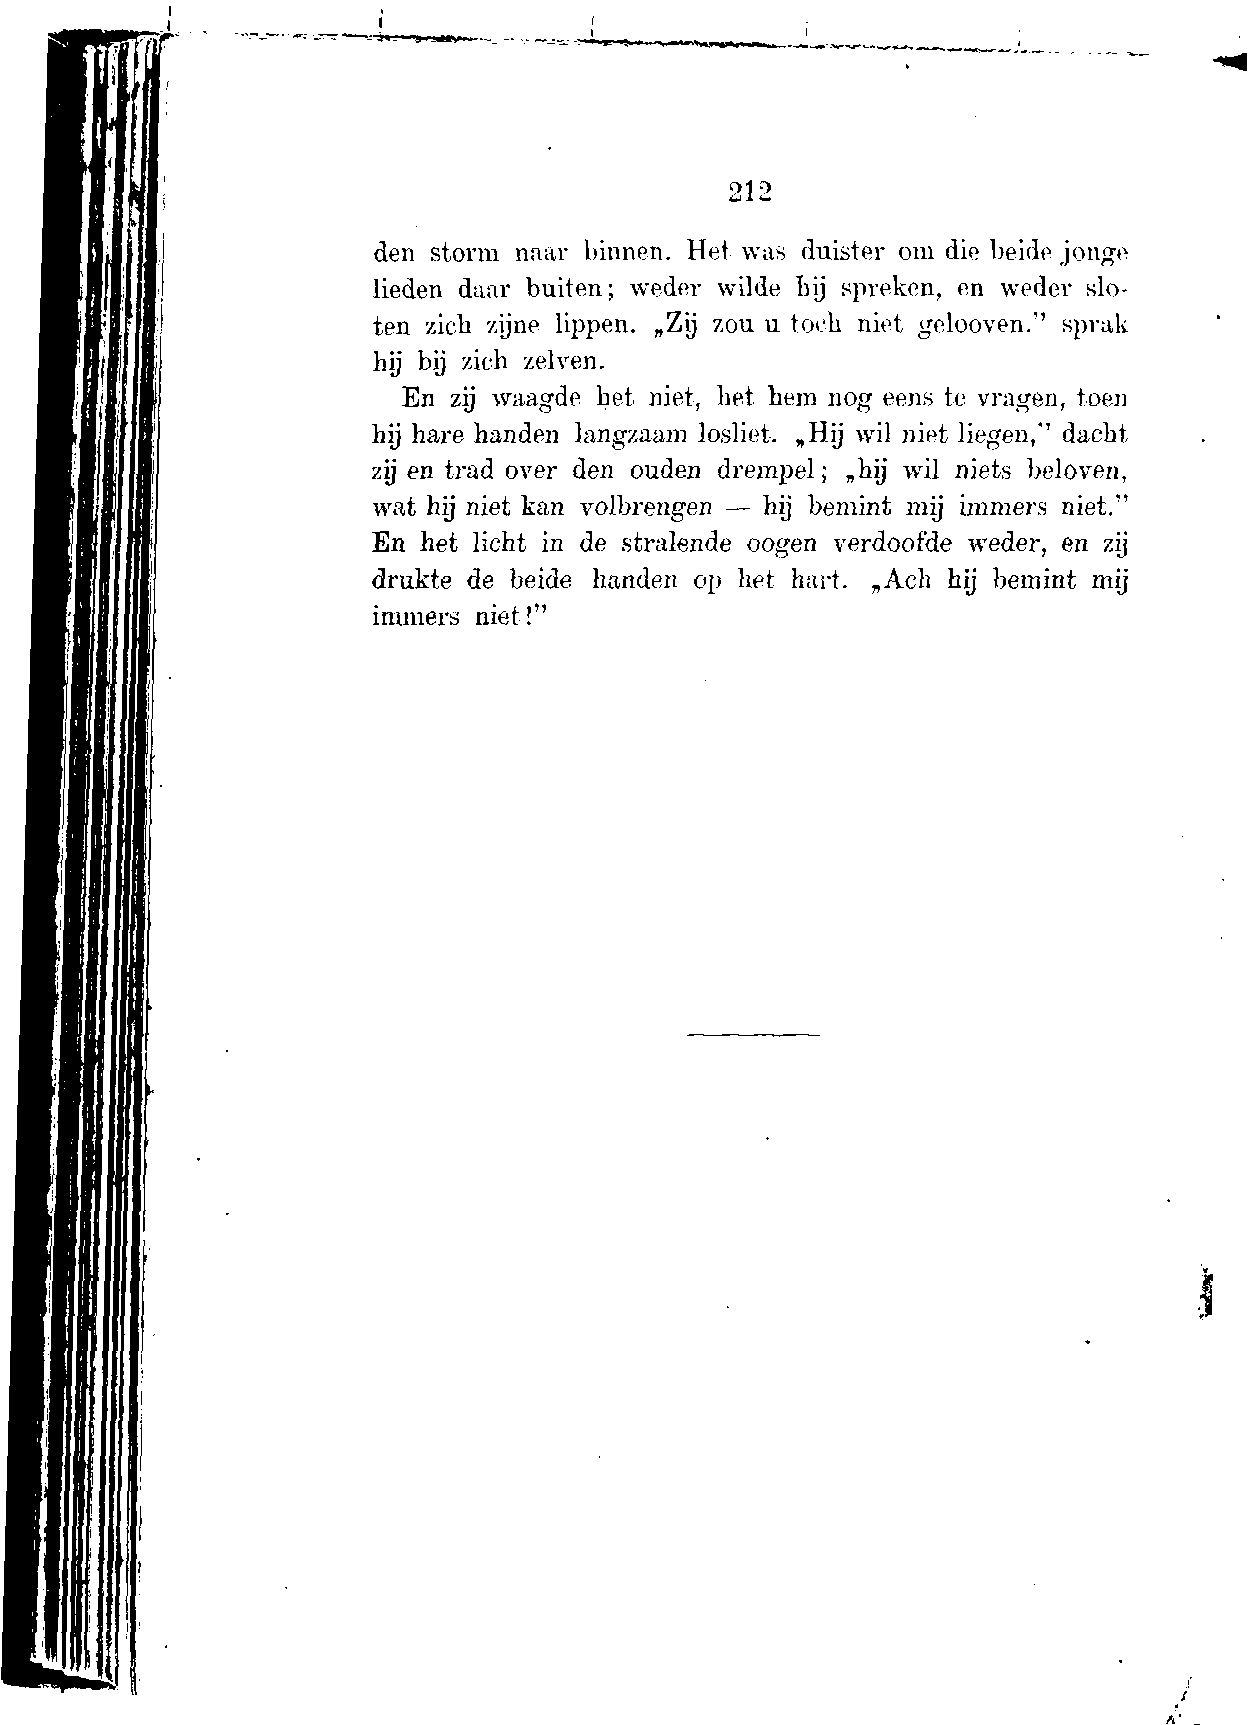 212
den storm naar binnen. Het was duister om die beide jonge
lieden daar buiten; weder wilde hij spreken, en weder slo-
ten zich zijne lippen. „Zij zou u toch niet gelooven.” sprak
hij bij zich zelven.
En zij waagde het niet, het hem nog eens te vragen, toen
hij hare handen langzaam losliet. „Hij wil niet liegen,” dacht
zij en trad over den ouden drempel; „hij wil niets beloven,
wat hij niet kan volbrengen — hij bemint mij immers niet.”
En het licht in de stralende oogen verdoofde weder, en zij
drukte de beide handen op het hart. „Ach hij bemint mij
immers niet!”